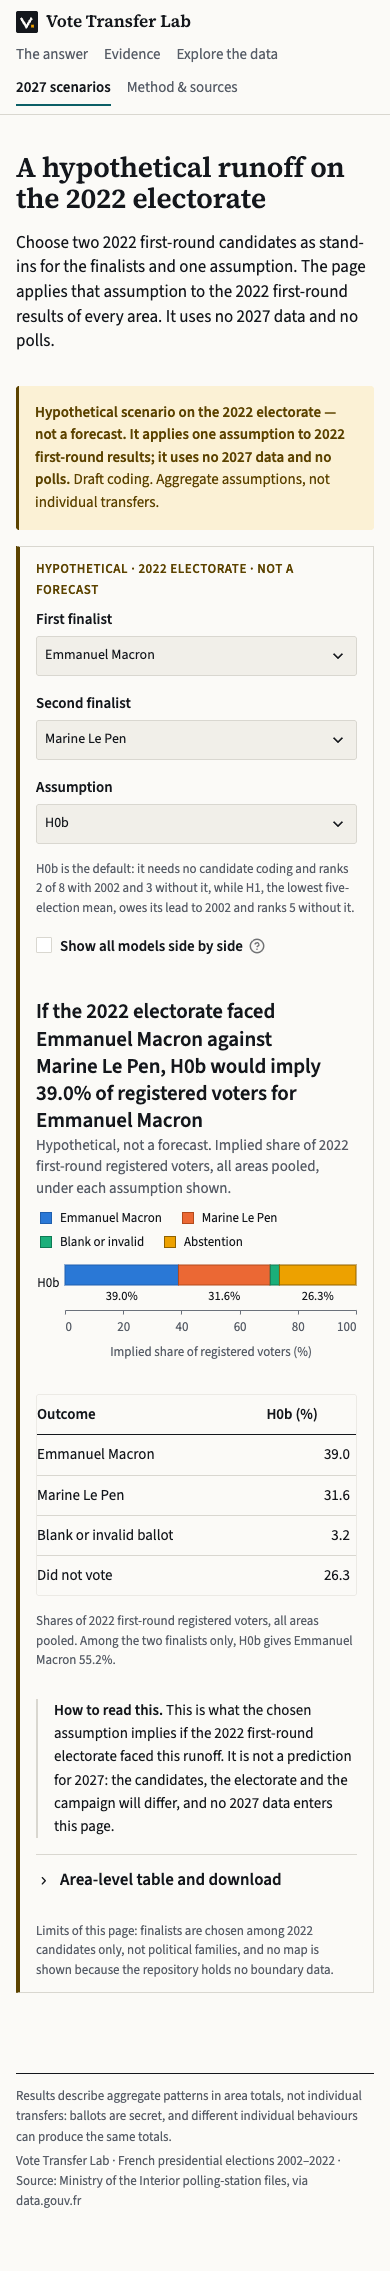 Vote Transfer Lab
The answer Evidence Explore the data
2027 scenarios Method & sources
A hypothetical runoff on
the 2022 electorate
Choose two 2022 first-round candidates as stand-
ins for the finalists and one assumption. The page
applies that assumption to the 2022 first-round
results of every area. It uses no 2027 data and no
polls.
Hypothetical scenario on the 2022 electorate —
not a forecast. It applies one assumption to 2022
first-round results; it uses no 2027 data and no
polls. Draft coding. Aggregate assumptions, not
individual transfers.
HYPOTHETICAL · 2022 ELECTORATE · NOT A
FORECAST
First finalist
Emmanuel Macron
Second finalist
Marine Le Pen
Assumption
H0b
H0b is the default: it needs no candidate coding and ranks
2 of 8 with 2002 and 3 without it, while H1, the lowest five-
election mean, owes its lead to 2002 and ranks 5 without it.
Show all models side by side ?
If the 2022 electorate faced
Emmanuel Macron against
Marine Le Pen, H0b would imply
39.0% of registered voters for
Emmanuel Macron
Hypothetical, not a forecast. Implied share of 2022
first-round registered voters, all areas pooled,
under each assumption shown.
Emmanuel Macron Marine Le Pen
Blank or invalid Abstention
H0b
39.0% 31.6% 26.3%
0 20 40 60 80 100
Implied share of registered voters (%)
Outcome H0b (%)
Emmanuel Macron 39.0
Marine Le Pen 31.6
Blank or invalid ballot 3.2
Did not vote 26.3
Shares of 2022 first-round registered voters, all areas
pooled. Among the two finalists only, H0b gives Emmanuel
Macron 55.2%.
How to read this. This is what the chosen
assumption implies if the 2022 first-round
electorate faced this runoff. It is not a prediction
for 2027: the candidates, the electorate and the
campaign will differ, and no 2027 data enters
this page.
Area-level table and download
Limits of this page: finalists are chosen among 2022
candidates only, not political families, and no map is
shown because the repository holds no boundary data.
Results describe aggregate patterns in area totals, not individual
transfers: ballots are secret, and different individual behaviours
can produce the same totals.
Vote Transfer Lab · French presidential elections 2002–2022 ·
Source: Ministry of the Interior polling-station files, via
data.gouv.fr